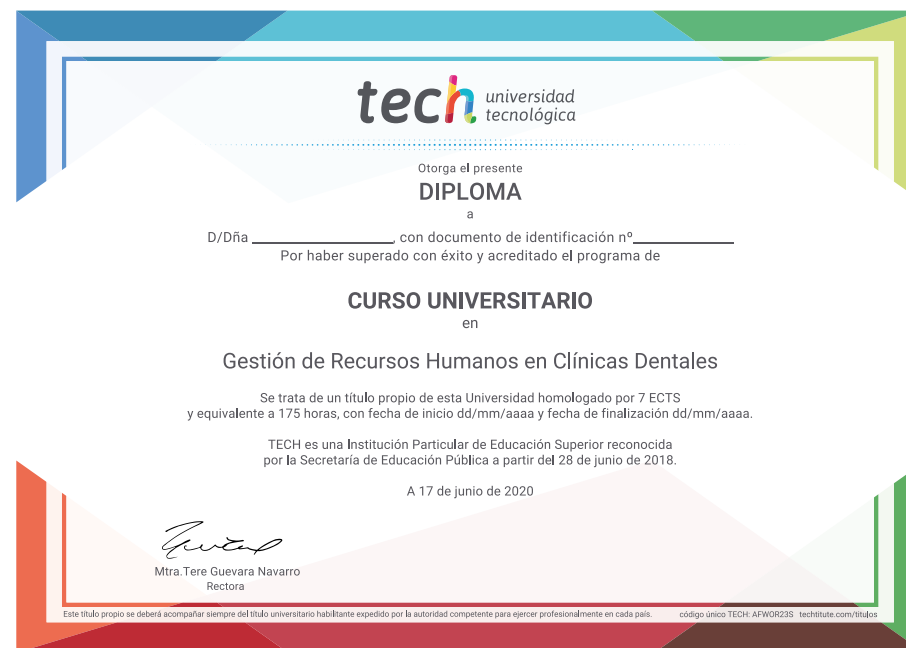 tech universidad
tecnológica
Otorga el presente
DIPLOMA
a
D/Dña ____________________, con documento de identificación nº______________
Por haber superado con éxito y acreditado el programa de
CURSO UNIVERSITARIO
en
Gestión de Recursos Humanos en Clínicas Dentales
Se trata de un título propio de esta Universidad homologado por 7 ECTS
y equivalente a 175 horas, con fecha de inicio dd/mm/aaaa y fecha de finalización dd/mm/aaaa.
TECH es una Institución Particular de Educación Superior reconocida
por la Secretaría de Educación Pública a partir del 28 de junio de 2018.
A 17 de junio de 2020
Mtra.Tere Guevara Navarro
Rectora
Este título propio se deberá acompañar siempre del título universitario habilitante expedido por la autoridad competente para ejercer profesionalmente en cada país. código único TECH: AFWOR23S techtitute.com/titulos